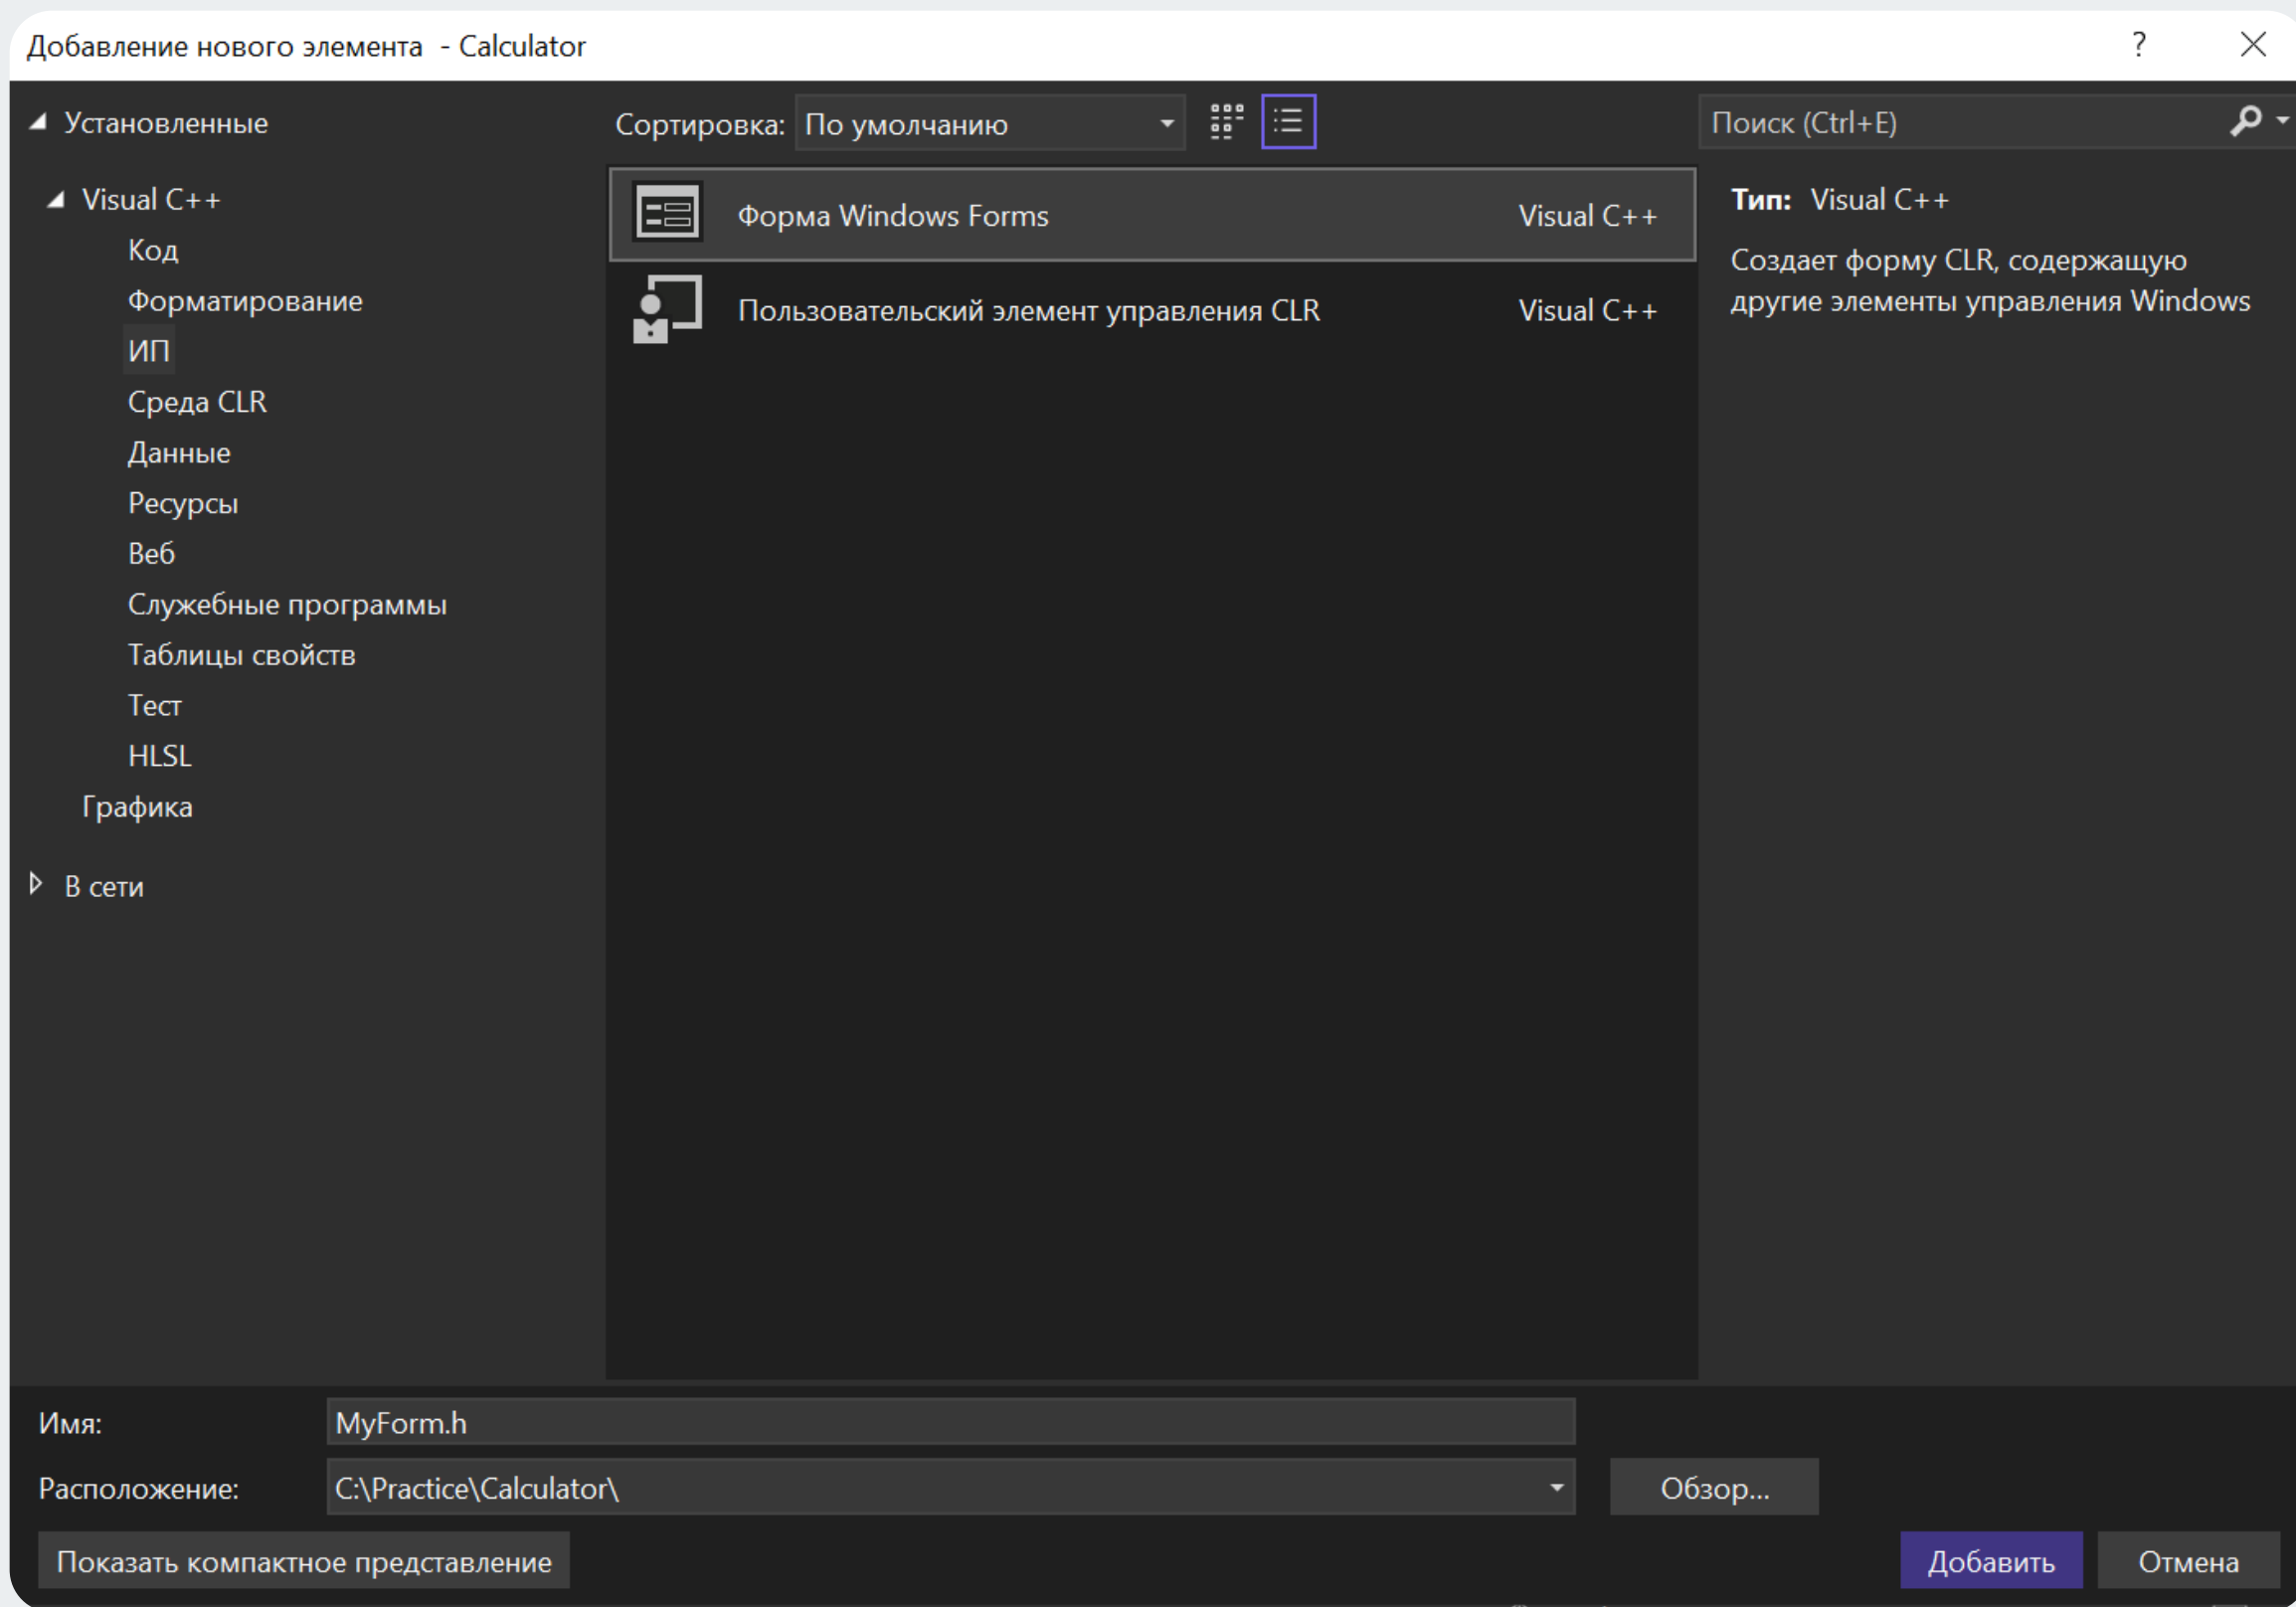 Добавление нового элемента - Calculator
?
Установленные
Сортировка: По умолчанию
Поиск (Ctrl+E)
Visual C++
Код
Форматирование
ИП
Среда CLR
Данные
Ресурсы
Веб
Служебные программы
Таблицы свойств
Тест
HLSL
Графика
В сети
Форма Windows Forms Visual C++
Пользовательский элемент управления CLR Visual C++
Тип: Visual C++
Создает форму CLR, содержащую
другие элементы управления Windows
Имя: MyForm.h
Расположение: C:\Practice\Calculator\ Обзор...
Показать компактное представление Добавить Отмена